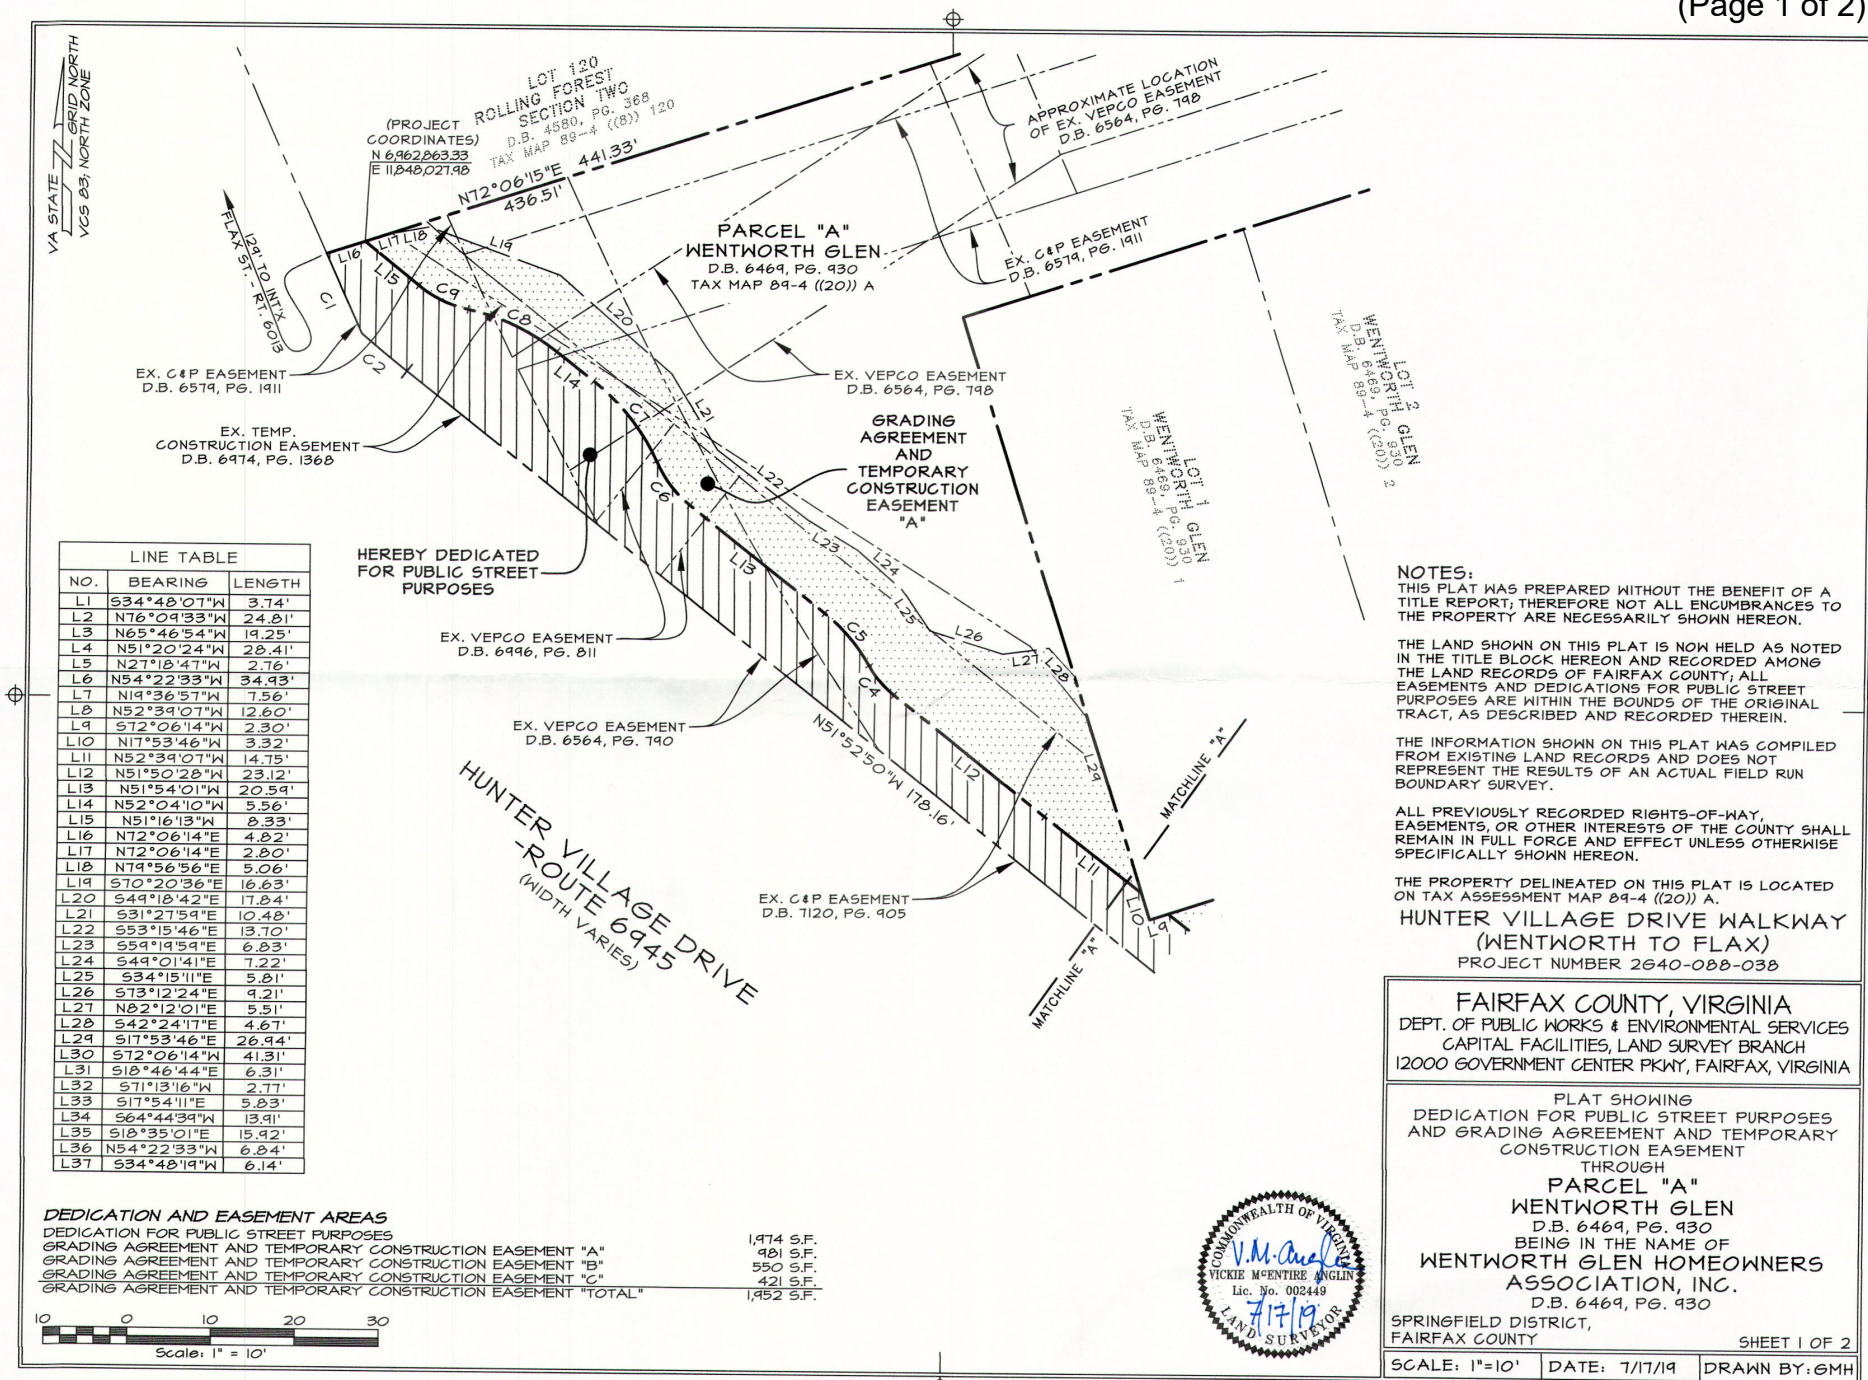 (Page 1 of 2)
VA STATE GRID NORTH
VCS 83, NORTH ZONE
LOT 120
ROLLING FOREST
SECTION TWO
D.B. 4580, PG. 368
TAX MAP 89-4 ((8)) 120
(PROJECT
COORDINATES)
N 6,962,863.33
E 11,848,027.98
N72°06'15"E 441.33'
436.51'
APPROXIMATE LOCATION
OF EX. VEPCO EASEMENT
D.B. 6564, PG. 798
129' TO INT'X
FLAX ST. - RT. 6013
PARCEL "A"
WENTWORTH GLEN
D.B. 6469, PG. 930
TAX MAP 89-4 ((20)) A
EX. C&P EASEMENT
D.B. 6579, PG. 1911
L16
L17
L18
L19
L15
C9
C8
L20
C1
C2
L14
C7
L21
C6
L22
L13
L23
L24
L25
L26
L27
L28
C5
C4
L12
L29
L11
L10
L9
EX. C&P EASEMENT
D.B. 6579, PG. 1911
EX. TEMP.
CONSTRUCTION EASEMENT
D.B. 6974, PG. 1368
EX. VEPCO EASEMENT
D.B. 6564, PG. 798
GRADING
AGREEMENT
AND
TEMPORARY
CONSTRUCTION
EASEMENT
"A"
LOT 1
WENTWORTH GLEN
D.B. 6469, PG. 930
TAX MAP 89-4 ((20)) 1
LOT 2
WENTWORTH GLEN
D.B. 6469, PG. 930
TAX MAP 89-4 ((20)) 2
HEREBY DEDICATED
FOR PUBLIC STREET
PURPOSES
EX. VEPCO EASEMENT
D.B. 6996, PG. 811
EX. VEPCO EASEMENT
D.B. 6564, PG. 790
N51°52'50"W 178.16'
HUNTER VILLAGE DRIVE
-ROUTE 6945
(WIDTH VARIES)
EX. C&P EASEMENT
D.B. 7120, PG. 905
MATCHLINE "A"
MATCHLINE "A"
LINE TABLE
NO. BEARING LENGTH
L1 S34°48'07"W 3.74'
L2 N76°09'33"W 24.81'
L3 N65°46'54"W 19.25'
L4 N51°20'24"W 28.41'
L5 N27°18'47"W 2.76'
L6 N54°22'33"W 34.93'
L7 N19°36'57"W 7.56'
L8 N52°39'07"W 12.60'
L9 S72°06'14"W 2.30'
L10 N17°53'46"W 3.32'
L11 N52°39'07"W 14.75'
L12 N51°50'28"W 23.12'
L13 N51°54'01"W 20.59'
L14 N52°04'10"W 5.56'
L15 N51°16'13"W 8.33'
L16 N72°06'14"E 4.82'
L17 N72°06'14"E 2.80'
L18 N79°56'56"E 5.06'
L19 S70°20'36"E 16.63'
L20 S49°18'42"E 17.84'
L21 S31°27'59"E 10.48'
L22 S53°15'46"E 13.70'
L23 S59°19'59"E 6.83'
L24 S49°01'41"E 7.22'
L25 S34°15'11"E 5.81'
L26 S73°12'24"E 9.21'
L27 N82°12'01"E 5.51'
L28 S42°24'17"E 4.67'
L29 S17°53'46"E 26.94'
L30 S72°06'14"W 41.31'
L31 S18°46'44"E 6.31'
L32 S71°13'16"W 2.77'
L33 S17°54'11"E 5.83'
L34 S64°44'39"W 13.91'
L35 S18°35'01"E 15.92'
L36 N54°22'33"W 6.84'
L37 S34°48'19"W 6.14'
NOTES:
THIS PLAT WAS PREPARED WITHOUT THE BENEFIT OF A
TITLE REPORT; THEREFORE NOT ALL ENCUMBRANCES TO
THE PROPERTY ARE NECESSARILY SHOWN HEREON.
THE LAND SHOWN ON THIS PLAT IS NOW HELD AS NOTED
IN THE TITLE BLOCK HEREON AND RECORDED AMONG
THE LAND RECORDS OF FAIRFAX COUNTY; ALL
EASEMENTS AND DEDICATIONS FOR PUBLIC STREET
PURPOSES ARE WITHIN THE BOUNDS OF THE ORIGINAL
TRACT, AS DESCRIBED AND RECORDED THEREIN.
THE INFORMATION SHOWN ON THIS PLAT WAS COMPILED
FROM EXISTING LAND RECORDS AND DOES NOT
REPRESENT THE RESULTS OF AN ACTUAL FIELD RUN
BOUNDARY SURVEY.
ALL PREVIOUSLY RECORDED RIGHTS-OF-WAY,
EASEMENTS, OR OTHER INTERESTS OF THE COUNTY SHALL
REMAIN IN FULL FORCE AND EFFECT UNLESS OTHERWISE
SPECIFICALLY SHOWN HEREON.
THE PROPERTY DELINEATED ON THIS PLAT IS LOCATED
ON TAX ASSESSMENT MAP 89-4 ((20)) A.
HUNTER VILLAGE DRIVE WALKWAY
(WENTWORTH TO FLAX)
PROJECT NUMBER 2G40-088-038
FAIRFAX COUNTY, VIRGINIA
DEPT. OF PUBLIC WORKS & ENVIRONMENTAL SERVICES
CAPITAL FACILITIES, LAND SURVEY BRANCH
12000 GOVERNMENT CENTER PKWY, FAIRFAX, VIRGINIA
PLAT SHOWING
DEDICATION FOR PUBLIC STREET PURPOSES
AND GRADING AGREEMENT AND TEMPORARY
CONSTRUCTION EASEMENT
THROUGH
PARCEL "A"
WENTWORTH GLEN
D.B. 6469, PG. 930
BEING IN THE NAME OF
WENTWORTH GLEN HOMEOWNERS
ASSOCIATION, INC.
D.B. 6469, PG. 930
SPRINGFIELD DISTRICT,
FAIRFAX COUNTY SHEET 1 OF 2
SCALE: 1"=10' DATE: 7/17/19 DRAWN BY: GMH
DEDICATION AND EASEMENT AREAS
DEDICATION FOR PUBLIC STREET PURPOSES 1,974 S.F.
GRADING AGREEMENT AND TEMPORARY CONSTRUCTION EASEMENT "A" 981 S.F.
GRADING AGREEMENT AND TEMPORARY CONSTRUCTION EASEMENT "B" 550 S.F.
GRADING AGREEMENT AND TEMPORARY CONSTRUCTION EASEMENT "C" 421 S.F.
GRADING AGREEMENT AND TEMPORARY CONSTRUCTION EASEMENT "TOTAL" 1,952 S.F.
10 0 10 20 30
Scale: 1" = 10'
COMMONWEALTH OF VIRGINIA
V.M. Anglin
VICKIE McENTIRE ANGLIN
Lic. No. 002449
7/17/19
LAND SURVEYOR